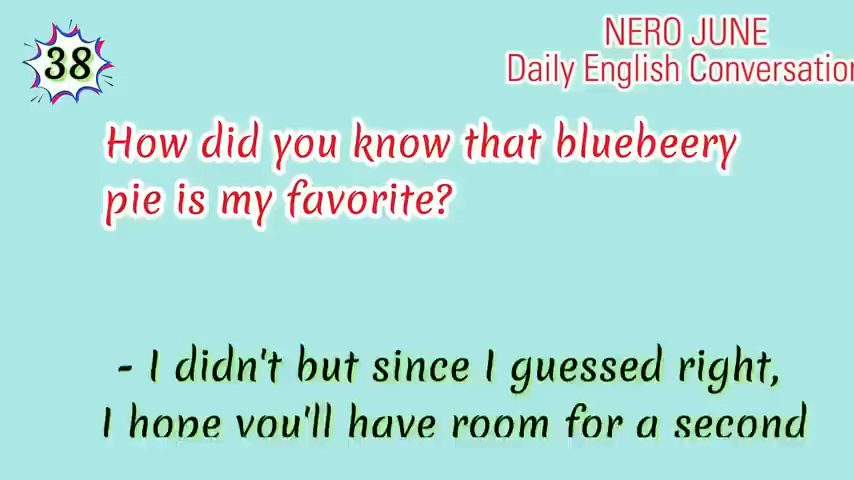 38
NERO JUNE
Daily English Conversation
How did you know that bluebeery
pie is my favorite?
- I didn't but since I guessed right,
I hope you'll have room for a second